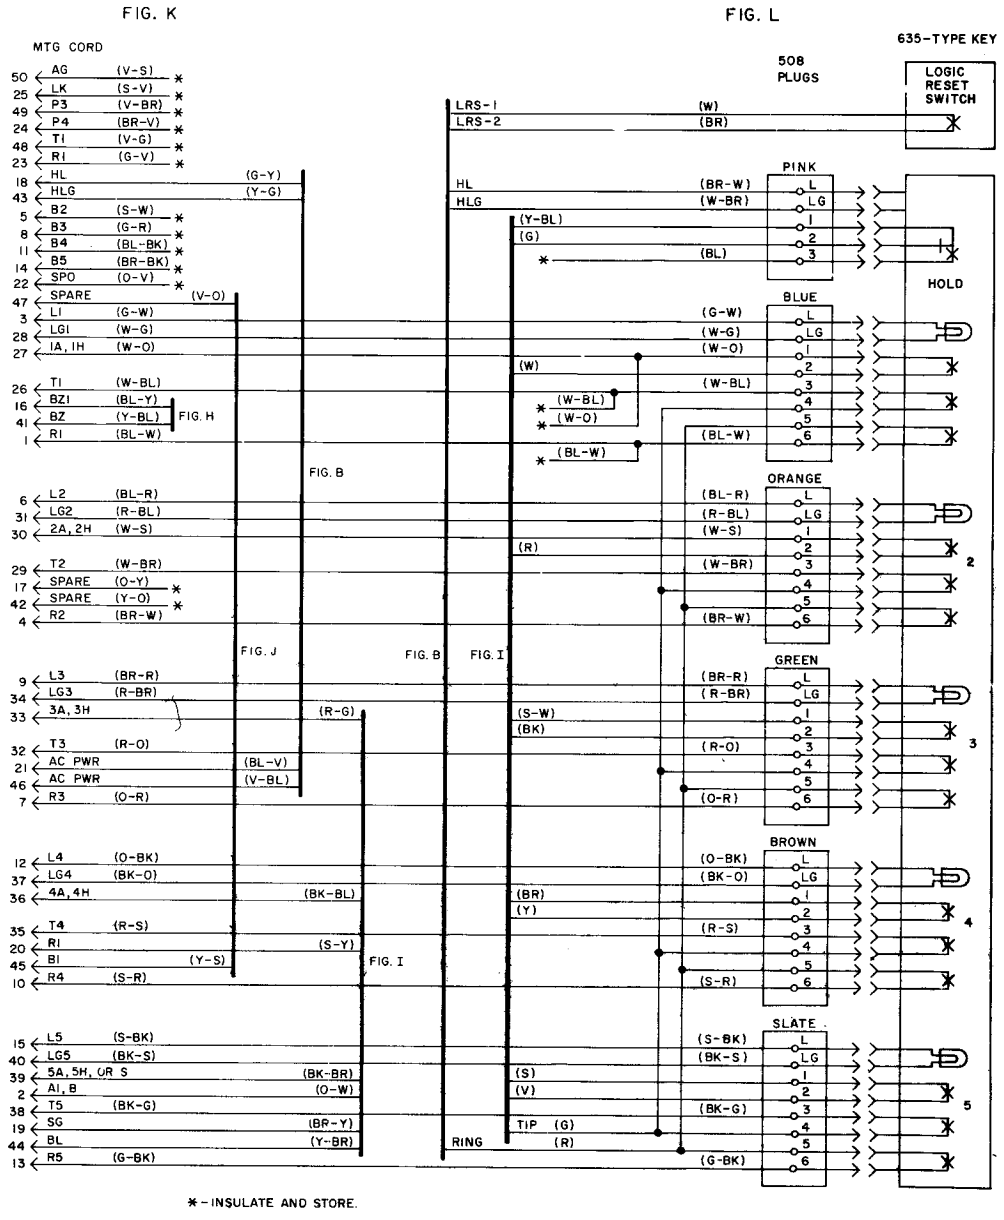 FIG. K
FIG. L
635-TYPE KEY
MTG CORD
508
PLUGS
LOGIC
RESET
SWITCH
50 AG (V-S) *
25 LK (S-V) *
49 P3 (V-BR) *
24 P4 (BR-V) *
48 T1 (V-G) *
23 R1 (G-V) *
18 HL (G-Y)
43 HLG (Y-G)
5 B2 (S-W) *
8 B3 (G-R) *
11 B4 (BL-BK) *
14 B5 (BR-BK) *
22 SPO (O-V) *
47 SPARE (V-O)
3 L1 (G-W)
28 LG1 (W-G)
27 1A, 1H (W-O)
26 T1 (W-BL)
16 BZ1 (BL-Y)
41 BZ (Y-BL)
FIG. H
1 R1 (BL-W)
FIG. B
6 L2 (BL-R)
31 LG2 (R-BL)
30 2A, 2H (W-S)
29 T2 (W-BR)
17 SPARE (O-Y) *
42 SPARE (Y-O) *
4 R2 (BR-W)
FIG. J
9 L3 (BR-R)
34 LG3 (R-BR)
33 3A, 3H (R-G)
32 T3 (R-O)
21 AC PWR (BL-V)
46 AC PWR (V-BL)
7 R3 (O-R)
12 L4 (O-BK)
37 LG4 (BK-O)
36 4A, 4H (BK-BL)
35 T4 (R-S)
20 R1 (S-Y)
45 B1 (Y-S)
FIG. I
10 R4 (S-R)
15 L5 (S-BK)
40 LG5 (BK-S)
39 5A, 5H, OR S (BK-BR)
2 A1, B (O-W)
38 T5 (BK-G)
19 SG (BR-Y)
44 BL (Y-BR)
13 R5 (G-BK)
LRS-1 (W)
LRS-2 (BR)
PINK
HL (BR-W) L
HLG (W-BR) LG
(Y-BL) 1
(G) 2
* (BL) 3
HOLD
BLUE
(G-W) L
(W-G) LG
(W-O) 1
(W) 2
(W-BL) 3
* (W-BL) 4
* (W-O) 5
(BL-W) 6
* (BL-W)
ORANGE
(BL-R) L
(R-BL) LG
(W-S) 1
(R) 2
(W-BR) 3
4
5
(BR-W) 6
2
FIG. B
FIG. I
GREEN
(BR-R) L
(R-BR) LG
(S-W) 1
(BK) 2
(R-O) 3
4
5
(O-R) 6
3
BROWN
(O-BK) L
(BK-O) LG
(BR) 1
(Y) 2
(R-S) 3
4
5
(S-R) 6
4
SLATE
(S-BK) L
(BK-S) LG
(S) 1
(V) 2
(BK-G) 3
TIP (G) 4
RING (R) 5
(G-BK) 6
5
*-INSULATE AND STORE.